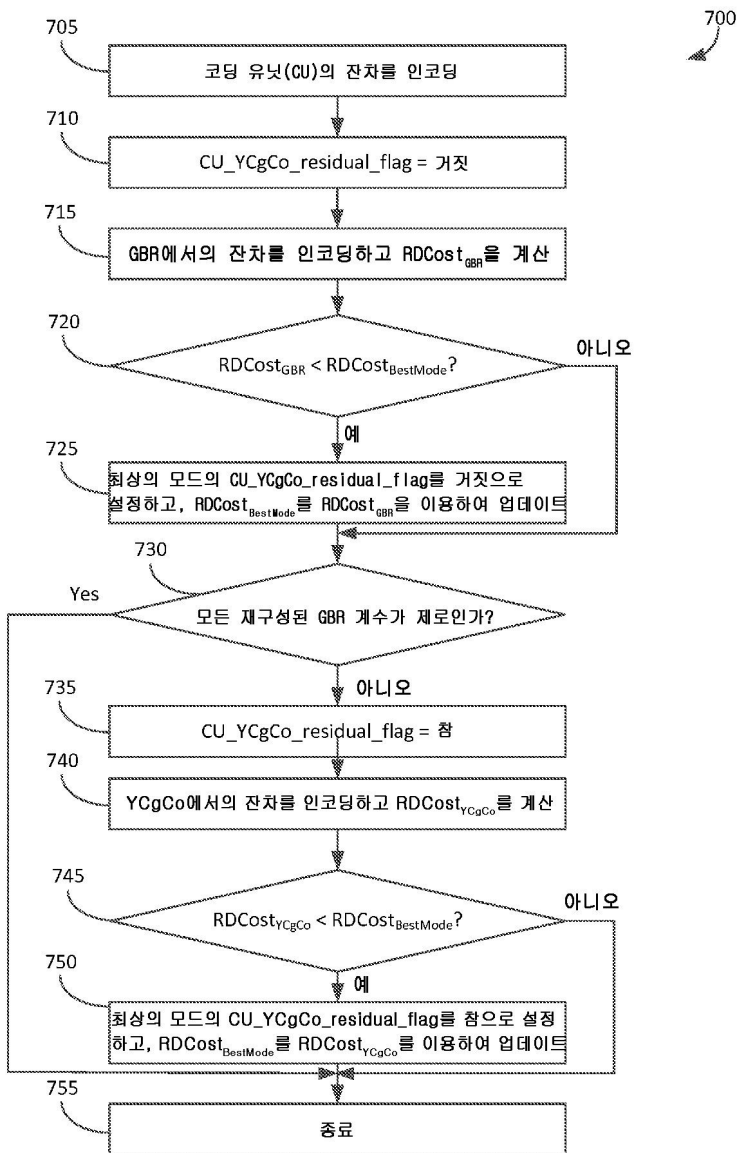 700
705
코딩 유닛(CU)의 잔차를 인코딩
710
CU_YCgCo_residual_flag = 거짓
715
GBR에서의 잔차를 인코딩하고 RDCost_GBR을 계산
720
RDCost_GBR < RDCost_BestMode?
아니오
예
725
최상의 모드의 CU_YCgCo_residual_flag를 거짓으로
설정하고, RDCost_BestMode를 RDCost_GBR을 이용하여 업데이트
730
Yes
모든 재구성된 GBR 계수가 제로인가?
아니오
735
CU_YCgCo_residual_flag = 참
740
YCgCo에서의 잔차를 인코딩하고 RDCost_YCgCo를 계산
745
RDCost_YCgCo < RDCost_BestMode?
아니오
예
750
최상의 모드의 CU_YCgCo_residual_flag를 참으로 설정
하고, RDCost_BestMode를 RDCost_YCgCo를 이용하여 업데이트
755
종료